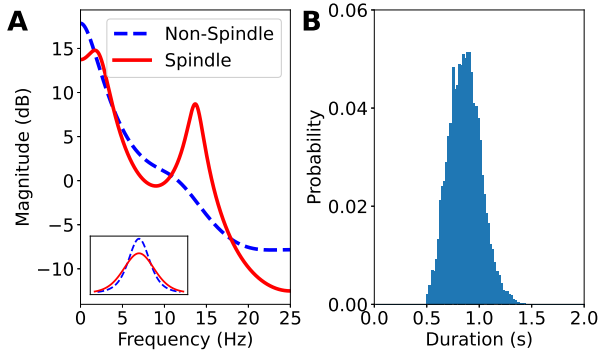 A
Non-Spindle
Spindle
Magnitude (dB)
15
10
5
0
−5
−10
0
5
10
15
20
25
Frequency (Hz)
B
Probability
0.06
0.04
0.02
0.00
0.0
0.5
1.0
1.5
2.0
Duration (s)